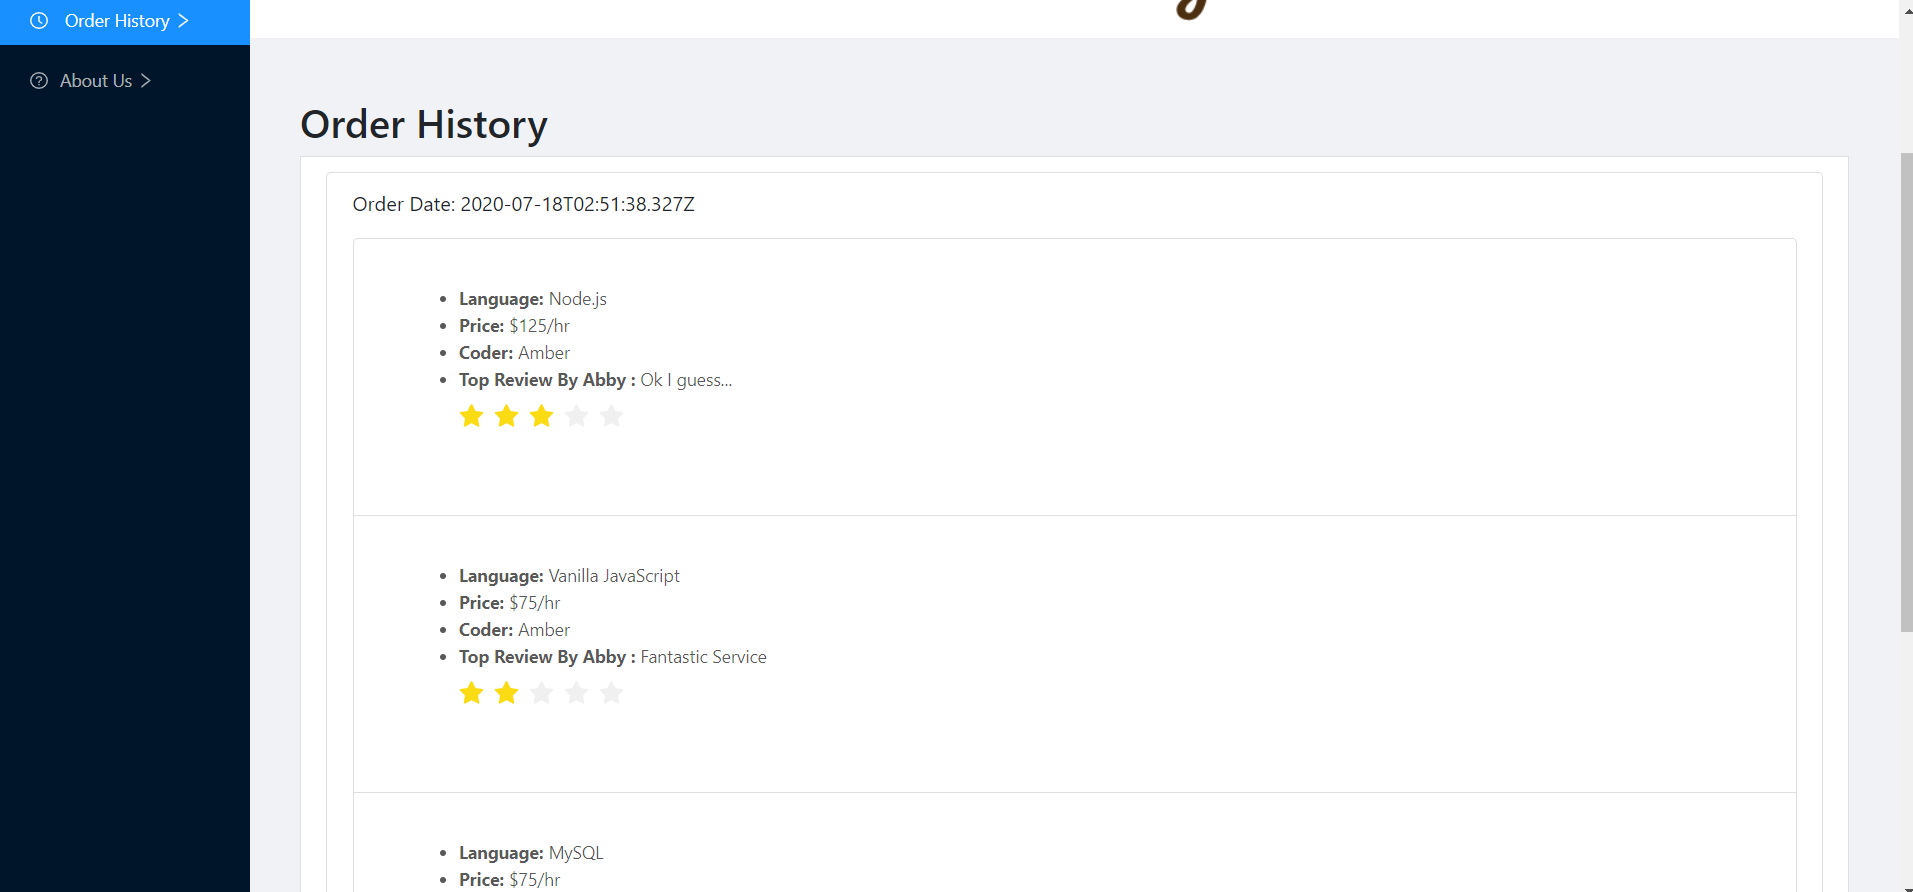 Order History
About Us
Order History
Order Date: 2020-07-18T02:51:38.327Z
Language: Node.js
Price: $125/hr
Coder: Amber
Top Review By Abby : Ok I guess...
Language: Vanilla JavaScript
Price: $75/hr
Coder: Amber
Top Review By Abby : Fantastic Service
Language: MySQL
Price: $75/hr